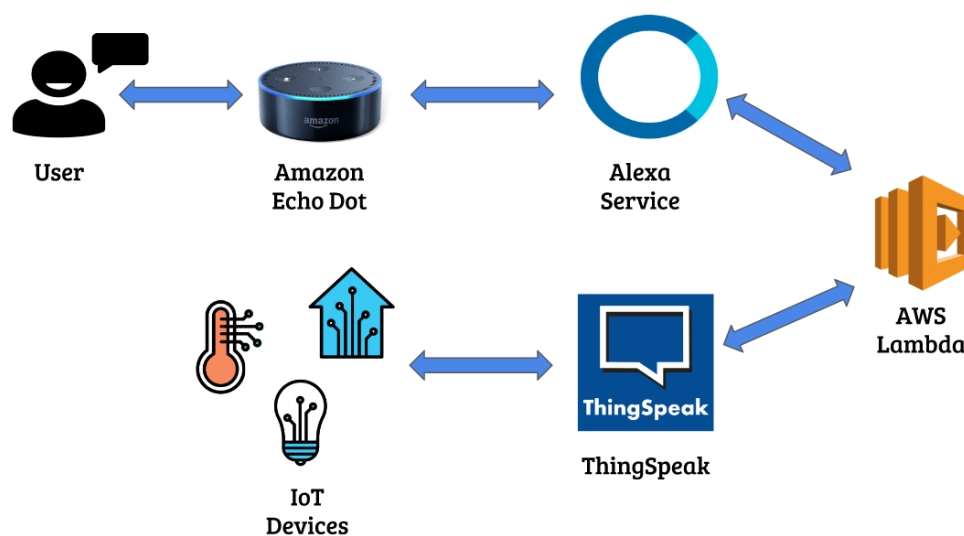 amazon
User
Amazon
Echo Dot
Alexa
Service
AWS
Lambda
ThingSpeak
ThingSpeak
IoT
Devices